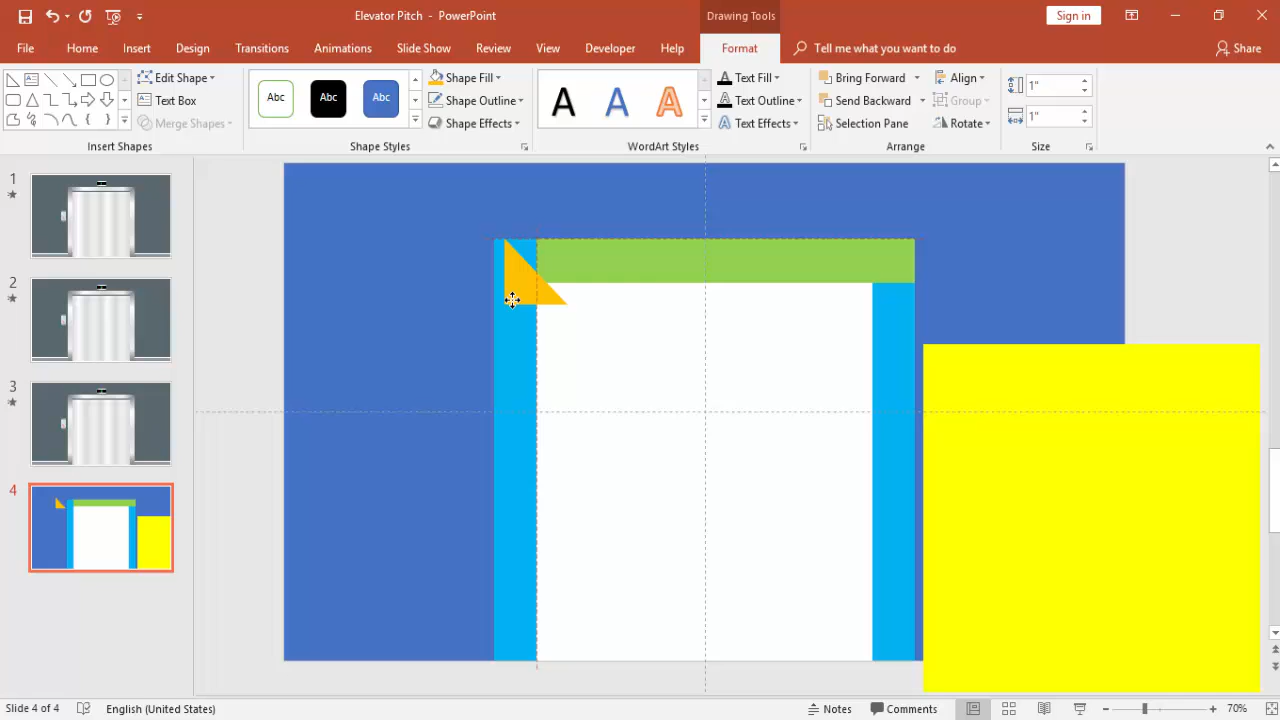 Elevator Pitch - PowerPoint
Drawing Tools
Sign in
File Home Insert Design Transitions Animations Slide Show Review View Developer Help Format Tell me what you want to do Share
Edit Shape
Text Box
Merge Shapes
Insert Shapes
Abc Abc Abc
Shape Fill
Shape Outline
Shape Effects
Shape Styles
A A A
Text Fill
Text Outline
Text Effects
WordArt Styles
Bring Forward
Send Backward
Selection Pane
Align
Group
Rotate
Arrange
1"
1"
Size
1
2
3
4
Slide 4 of 4 English (United States) Notes Comments 70%